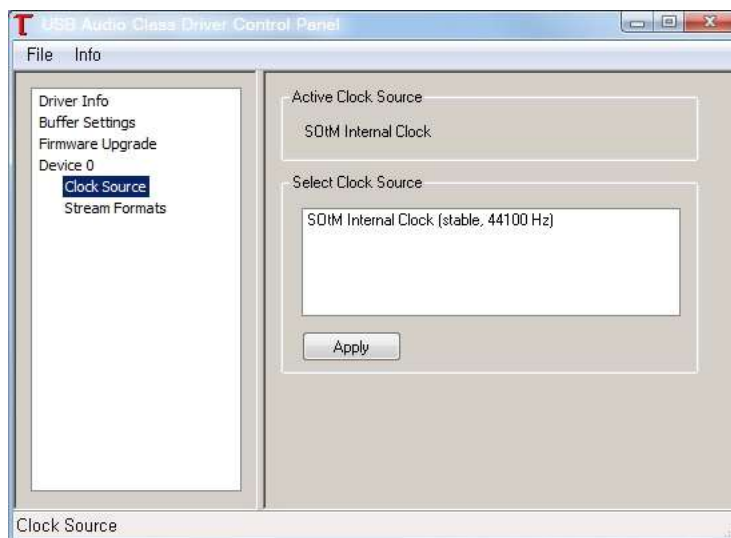 USB Audio Class Driver Control Panel
File Info
Driver Info
Buffer Settings
Firmware Upgrade
Device 0
Clock Source
Stream Formats
Active Clock Source
SOtM Internal Clock
Select Clock Source
SOtM Internal Clock (stable, 44100 Hz)
Apply
Clock Source